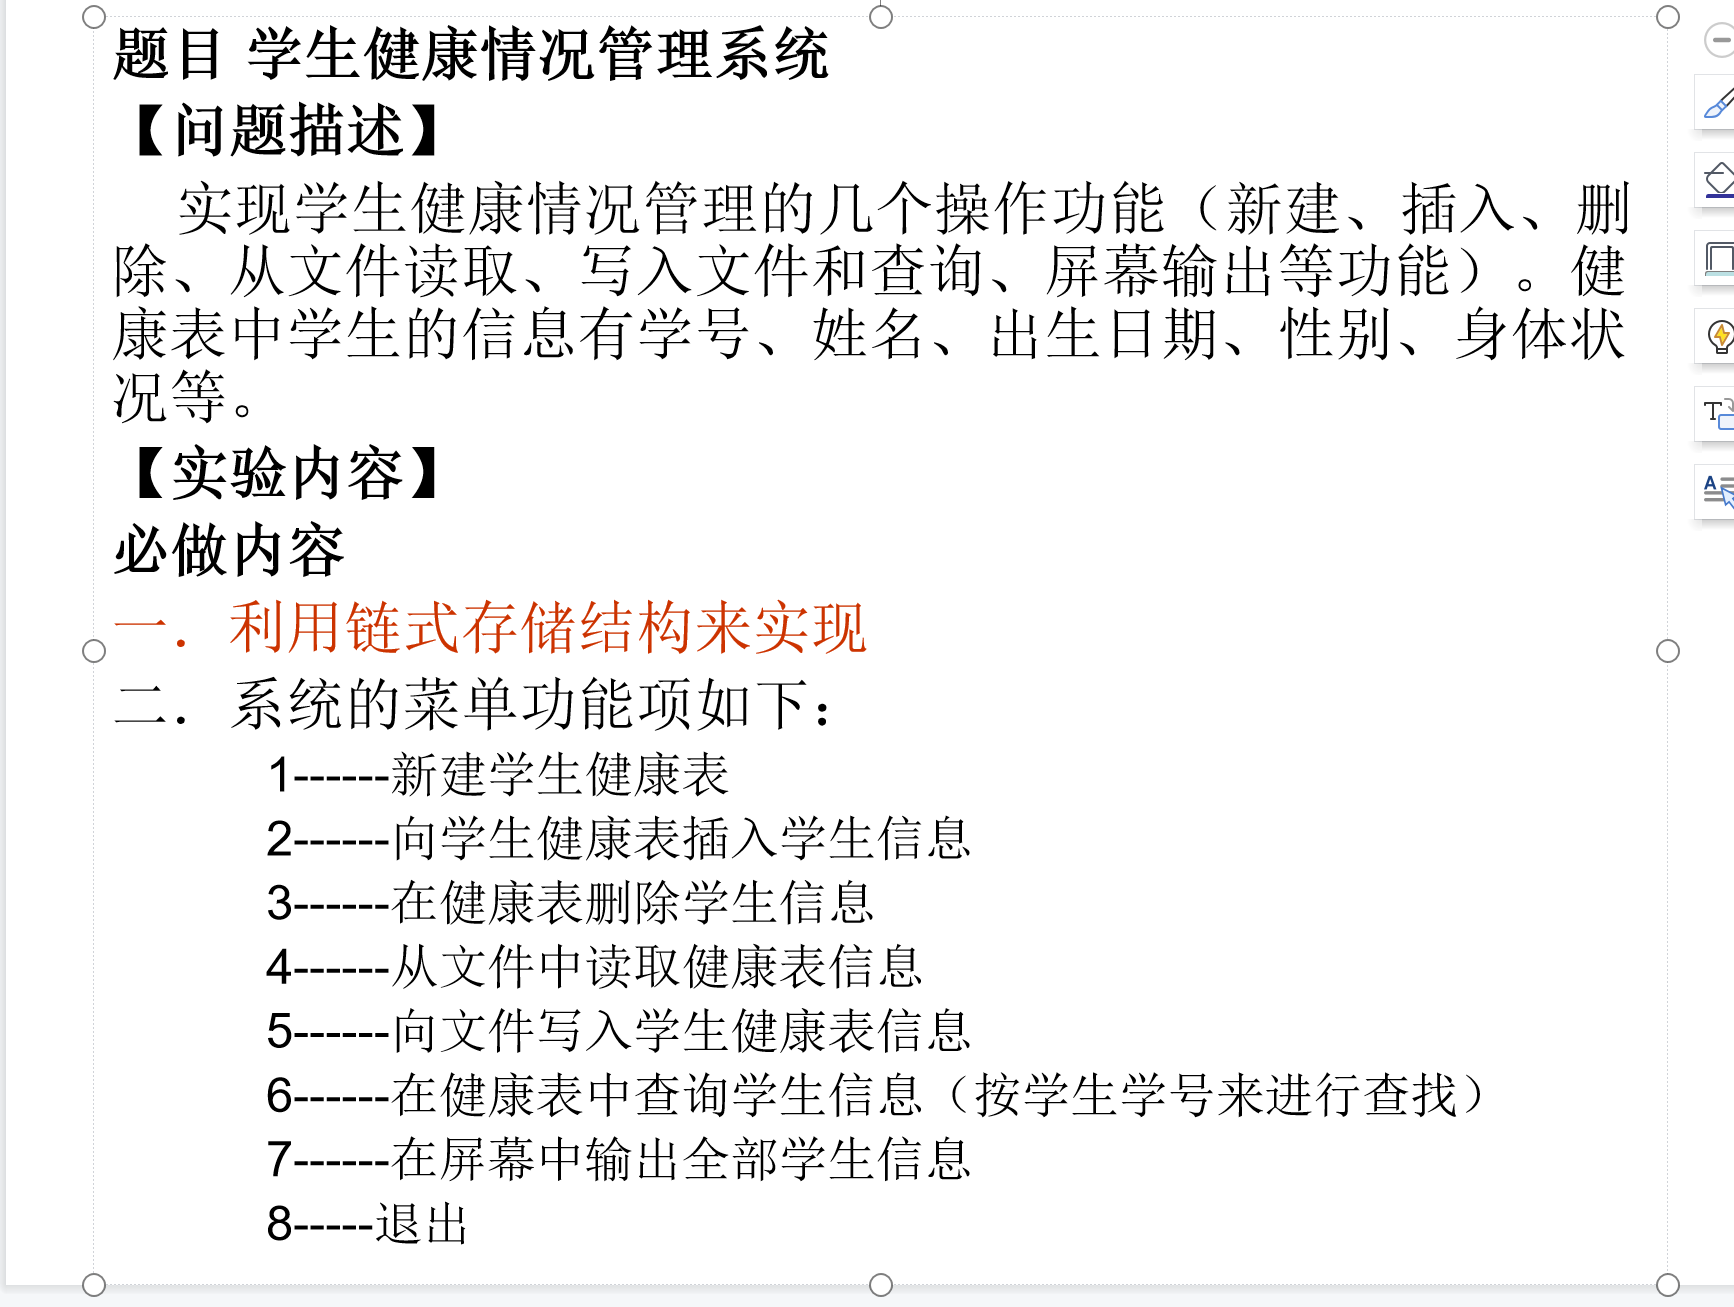 题目 学生健康情况管理系统
【问题描述】
实现学生健康情况管理的几个操作功能（新建、插入、删
除、从文件读取、写入文件和查询、屏幕输出等功能）。健
康表中学生的信息有学号、姓名、出生日期、性别、身体状
况等。
【实验内容】
必做内容
一．利用链式存储结构来实现
二．系统的菜单功能项如下：
1------新建学生健康表
2------向学生健康表插入学生信息
3------在健康表删除学生信息
4------从文件中读取健康表信息
5------向文件写入学生健康表信息
6------在健康表中查询学生信息（按学生学号来进行查找）
7------在屏幕中输出全部学生信息
8-----退出